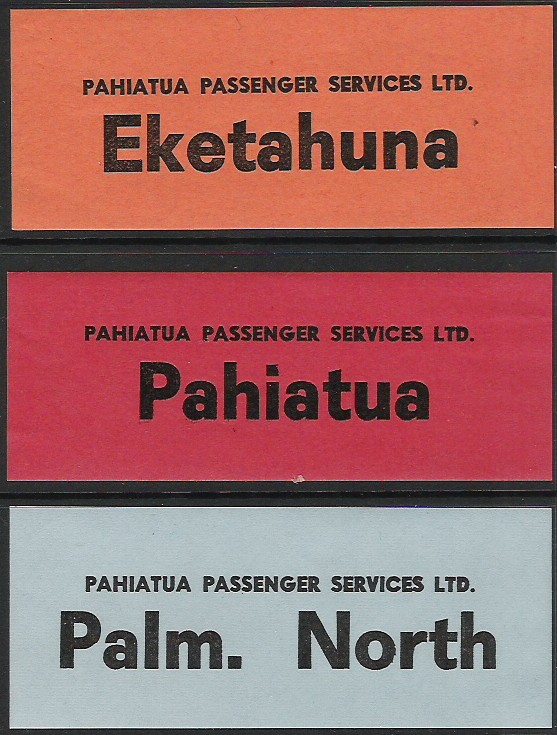 PAHIATUA PASSENGER SERVICES LTD.
Eketahuna
PAHIATUA PASSENGER SERVICES LTD.
Pahiatua
PAHIATUA PASSENGER SERVICES LTD.
Palm. North